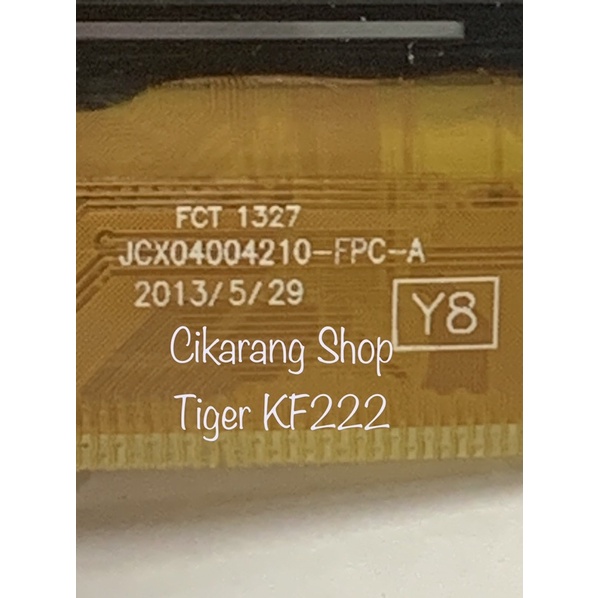 FCT 1327
JCX04004210-FPC-A
2013/5/29
Y8
Cikarang Shop
Tiger KF222